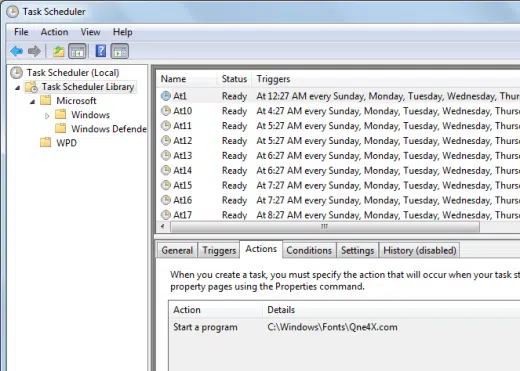 Task Scheduler
File Action View Help
Task Scheduler (Local)
Task Scheduler Library
Microsoft
Windows
Windows Defende
WPD
Name Status Triggers
At1 Ready At 12:27 AM every Sunday, Monday, Tuesday, Wednesday, Thurs
At10 Ready At 4:27 AM every Sunday, Monday, Tuesday, Wednesday, Thurso
At11 Ready At 5:27 AM every Sunday, Monday, Tuesday, Wednesday, Thurso
At12 Ready At 5:27 AM every Sunday, Monday, Tuesday, Wednesday, Thurso
At13 Ready At 6:27 AM every Sunday, Monday, Tuesday, Wednesday, Thurso
At14 Ready At 6:27 AM every Sunday, Monday, Tuesday, Wednesday, Thurso
At15 Ready At 7:27 AM every Sunday, Monday, Tuesday, Wednesday, Thurso
At16 Ready At 7:27 AM every Sunday, Monday, Tuesday, Wednesday, Thurso
At17 Ready At 8:27 AM every Sunday, Monday, Tuesday, Wednesday, Thurso
General Triggers Actions Conditions Settings History (disabled)
When you create a task, you must specify the action that will occur when your task st
property pages using the Properties command.
Action Details
Start a program C:\Windows\Fonts\Qne4X.com